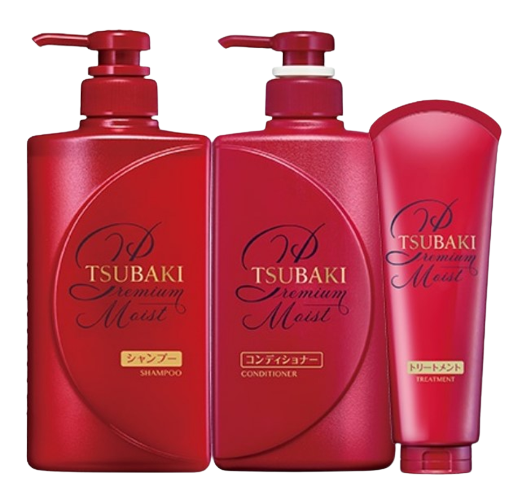 TSUBAKI
Premium
Moist
シャンプー
SHAMPOO
TSUBAKI
Premium
Moist
コンディショナー
CONDITIONER
TSUBAKI
Premium
Moist
トリートメント
TREATMENT